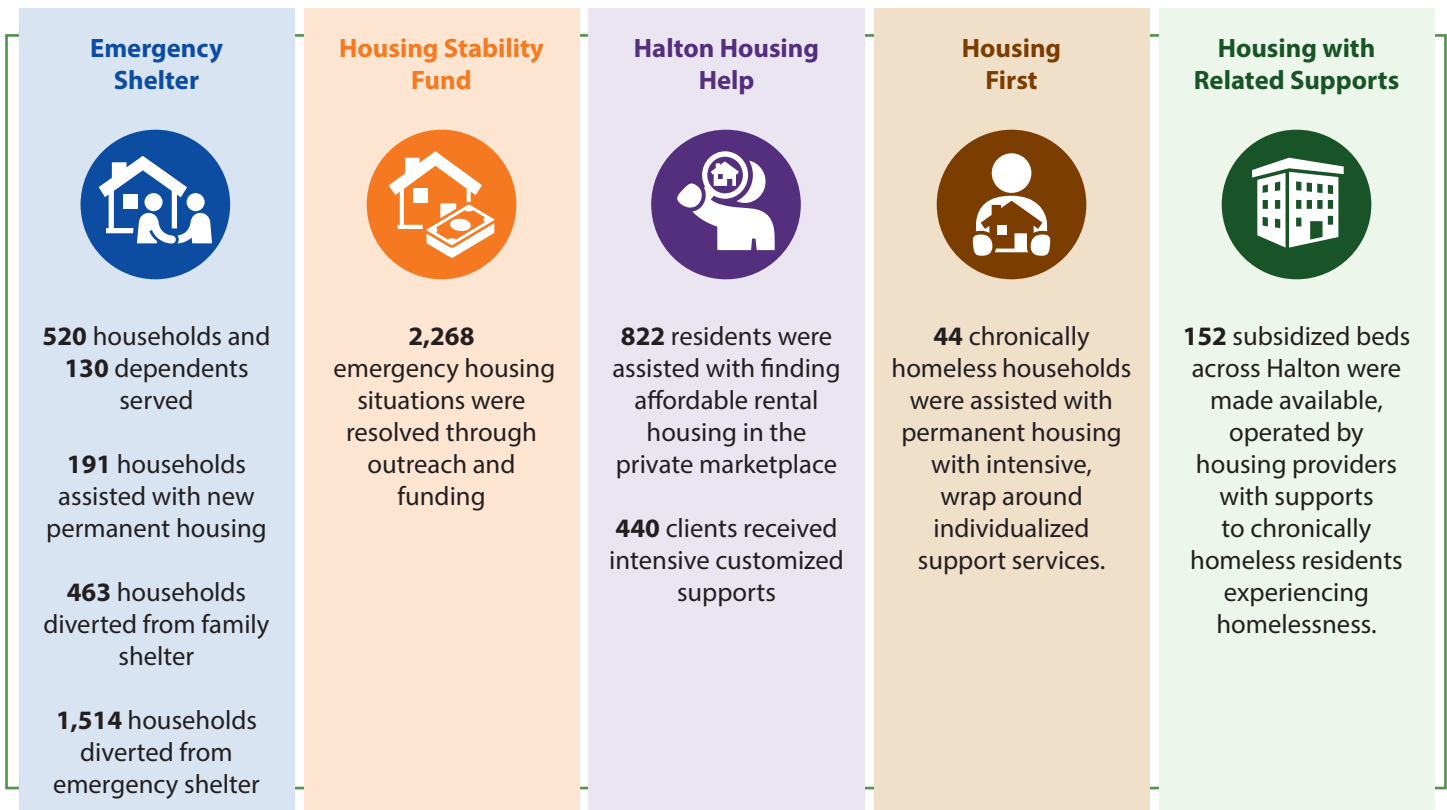 Emergency
Shelter
520 households and
130 dependents
served
191 households
assisted with new
permanent housing
463 households
diverted from family
shelter
1,514 households
diverted from
emergency shelter
Housing Stability
Fund
2,268
emergency housing
situations were
resolved through
outreach and
funding
Halton Housing
Help
822 residents were
assisted with finding
affordable rental
housing in the
private marketplace
440 clients received
intensive customized
supports
Housing
First
44 chronically
homeless households
were assisted with
permanent housing
with intensive,
wrap around
individualized
support services.
Housing with
Related Supports
152 subsidized beds
across Halton were
made available,
operated by
housing providers
with supports
to chronically
homeless residents
experiencing
homelessness.